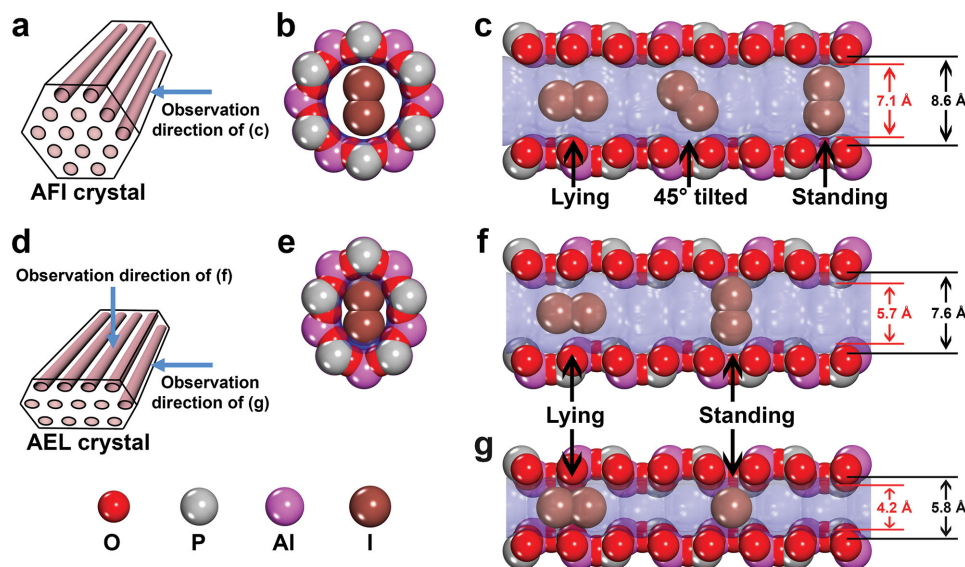 a
b
c
Observation
direction of (c)
AFI crystal
7.1 Å
8.6 Å
Lying
45° tilted
Standing
d
e
f
Observation direction of (f)
Observation
direction of (g)
AEL crystal
5.7 Å
7.6 Å
Lying
Standing
g
4.2 Å
5.8 Å
O
P
Al
I